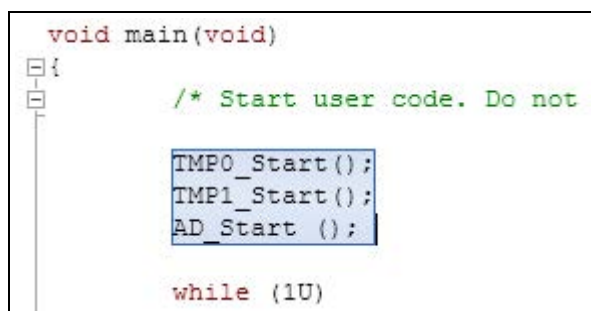 void main(void)
{
/* Start user code. Do not
TMP0_Start();
TMP1_Start();
AD_Start ();
while (1U)